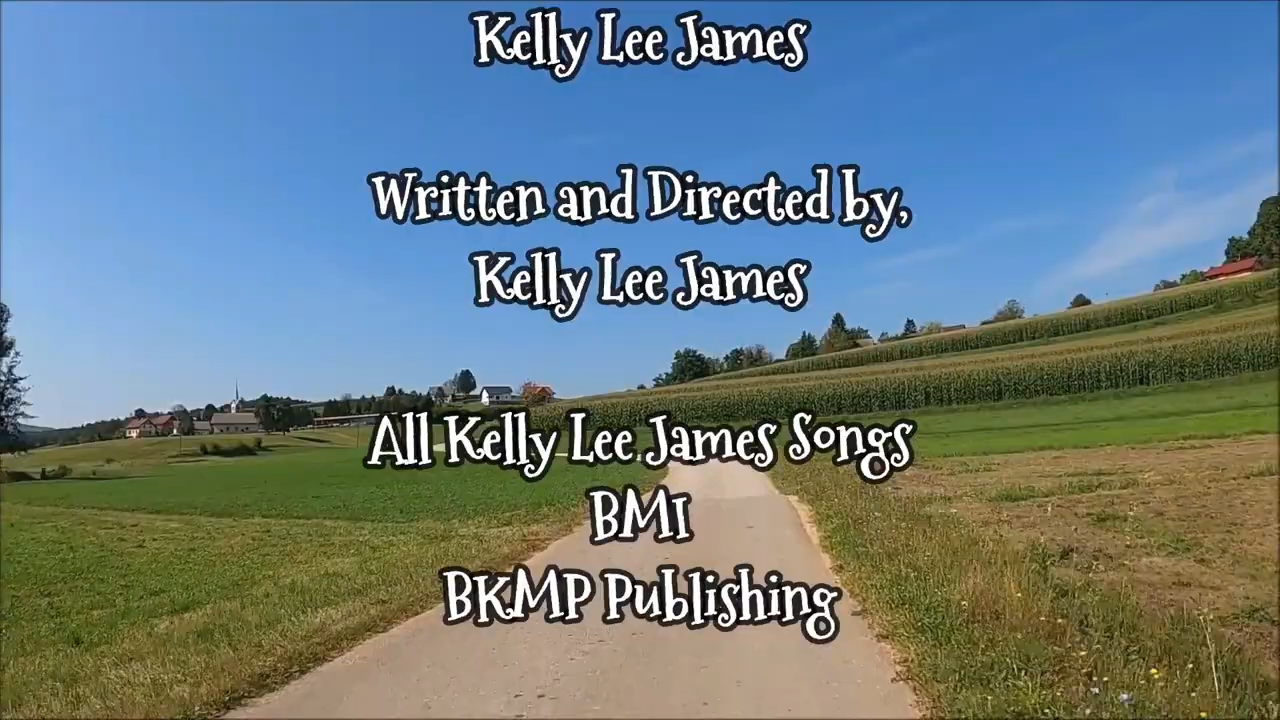 Kelly Lee James
Written and Directed by,
Kelly Lee James
All Kelly Lee James Songs
BMI
BKMP Publishing